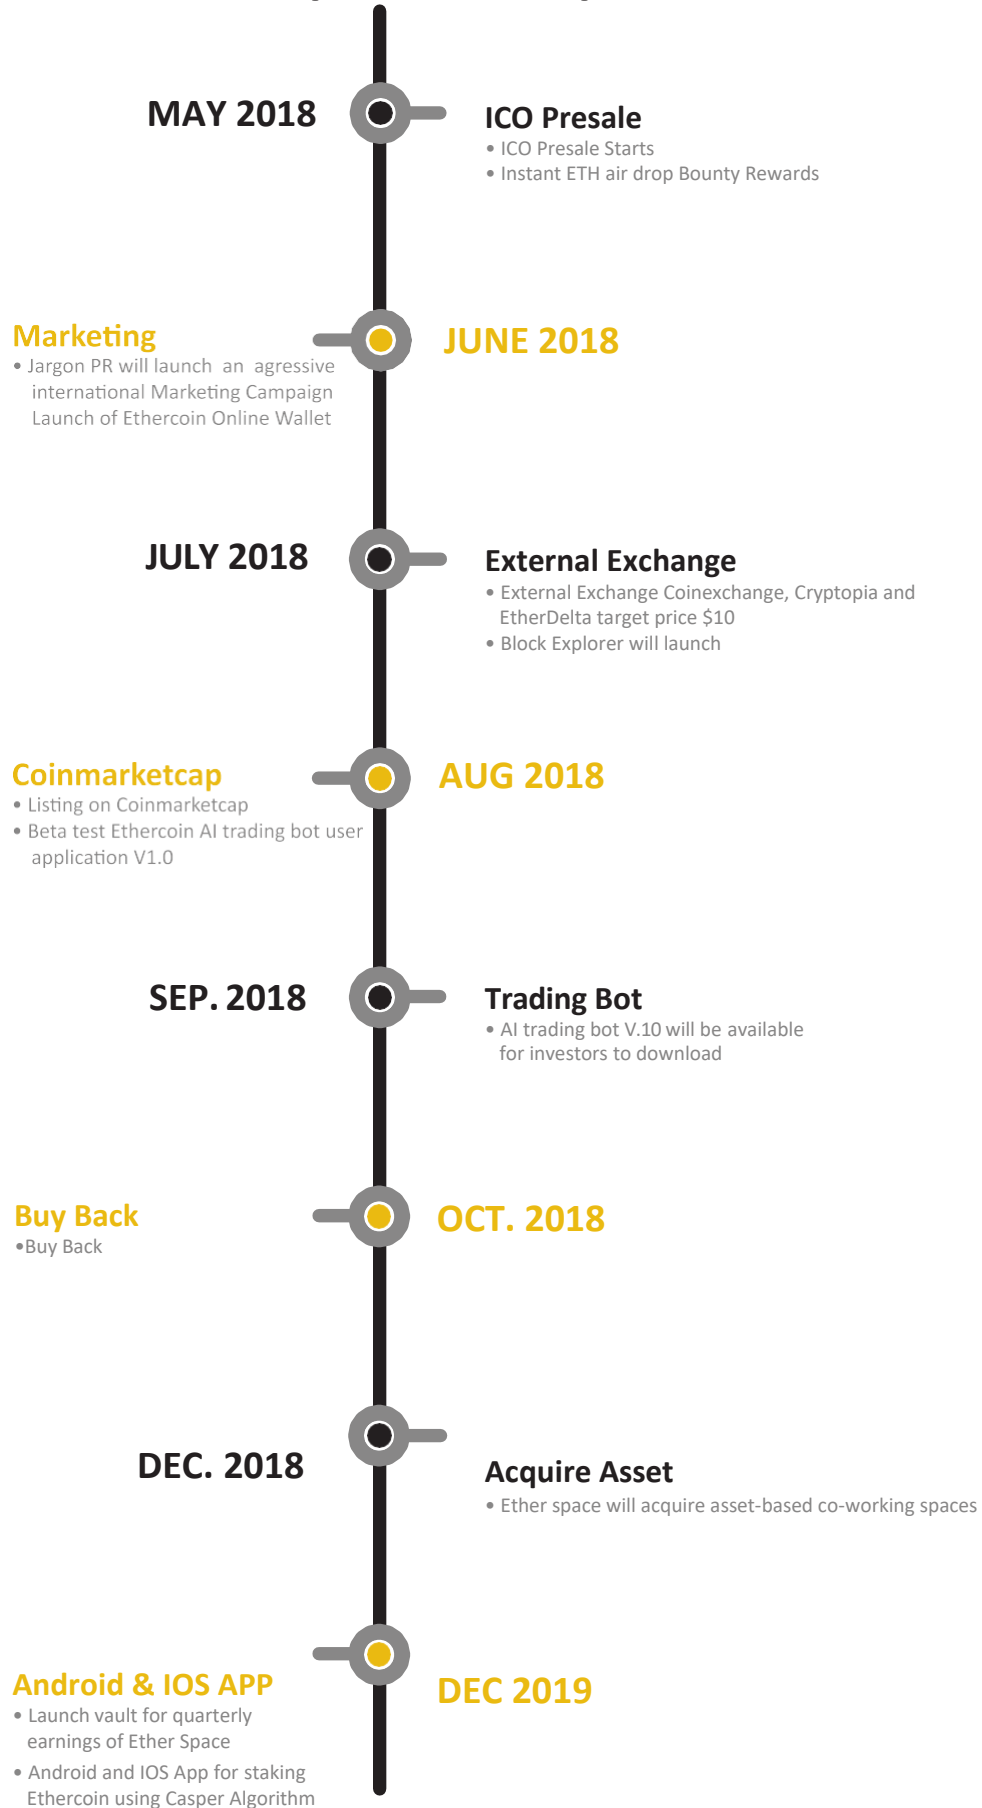 MAY 2018
ICO Presale
• ICO Presale Starts
• Instant ETH air drop Bounty Rewards
Marketing
JUNE 2018
• Jargon PR will launch an agressive
international Marketing Campaign
Launch of Ethercoin Online Wallet
JULY 2018
External Exchange
• External Exchange Coinexchange, Cryptopia and
EtherDelta target price $10
• Block Explorer will launch
Coinmarketcap
AUG 2018
• Listing on Coinmarketcap
• Beta test Ethercoin AI trading bot user
application V1.0
SEP. 2018
Trading Bot
• AI trading bot V.10 will be available
for investors to download
Buy Back
OCT. 2018
•Buy Back
DEC. 2018
Acquire Asset
• Ether space will acquire asset-based co-working spaces
Android & IOS APP
DEC 2019
• Launch vault for quarterly
earnings of Ether Space
• Android and IOS App for staking
Ethercoin using Casper Algorithm